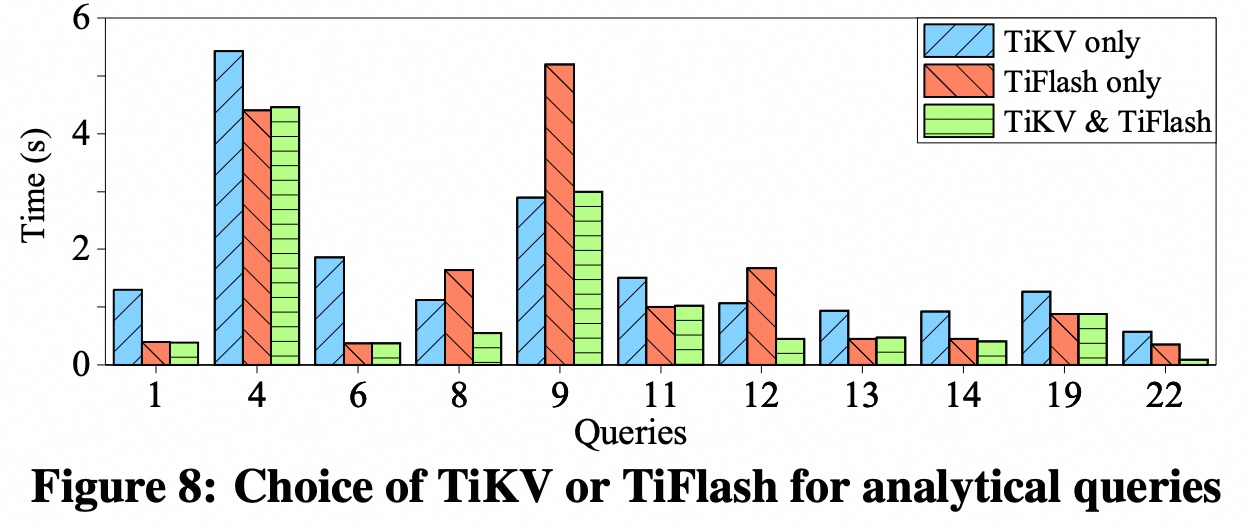 6
4
2
0
Time (s)
TiKV only
TiFlash only
TiKV & TiFlash
1 4 6 8 9 11 12 13 14 19 22
Queries
Figure 8: Choice of TiKV or TiFlash for analytical queries